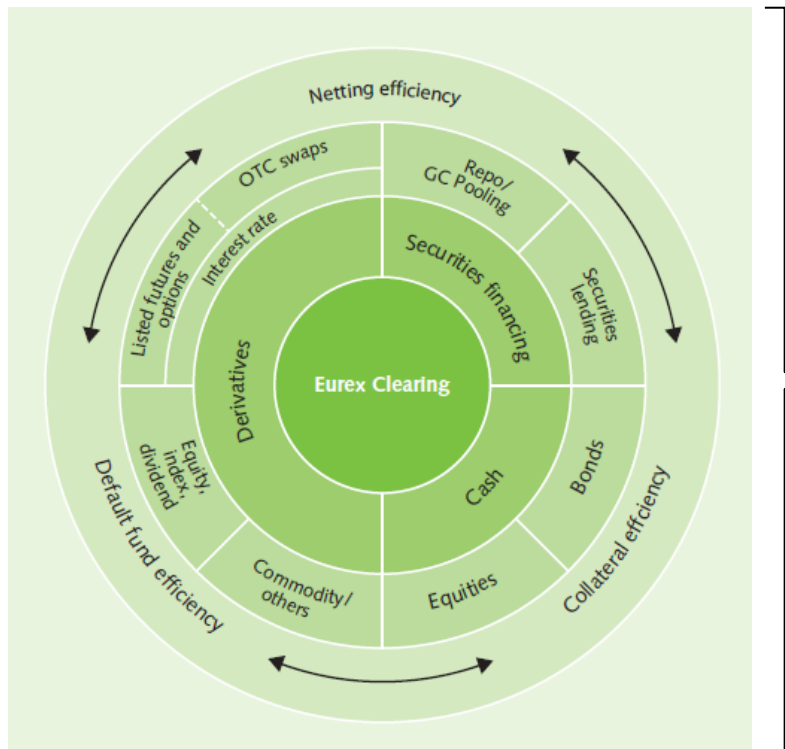 Netting efficiency
OTC swaps
Repo/
GC Pooling
Listed futures and
options
Interest rate
Securities financing
Securities
lending
Derivatives
Eurex Clearing
Equity,
index,
dividend
Cash
Bonds
Default fund efficiency
Commodity/
others
Equities
Collateral effciency